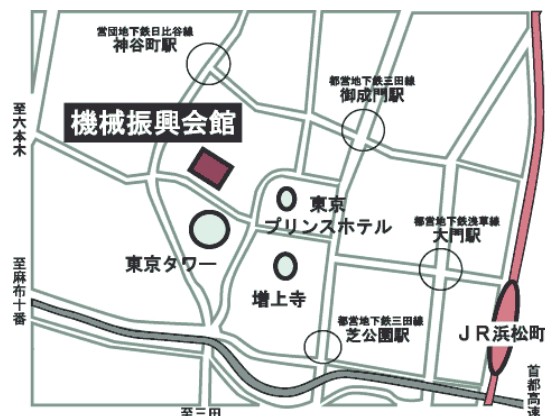 営団地下鉄日比谷線
神谷町駅
都営地下鉄三田線
御成門駅
至六本木
機械振興会館
東京
プリンスホテル
都営地下鉄浅草線
大門駅
東京タワー
至麻布十番
増上寺
都営地下鉄三田線
芝公園駅
JR浜松町
首都高速
至三田